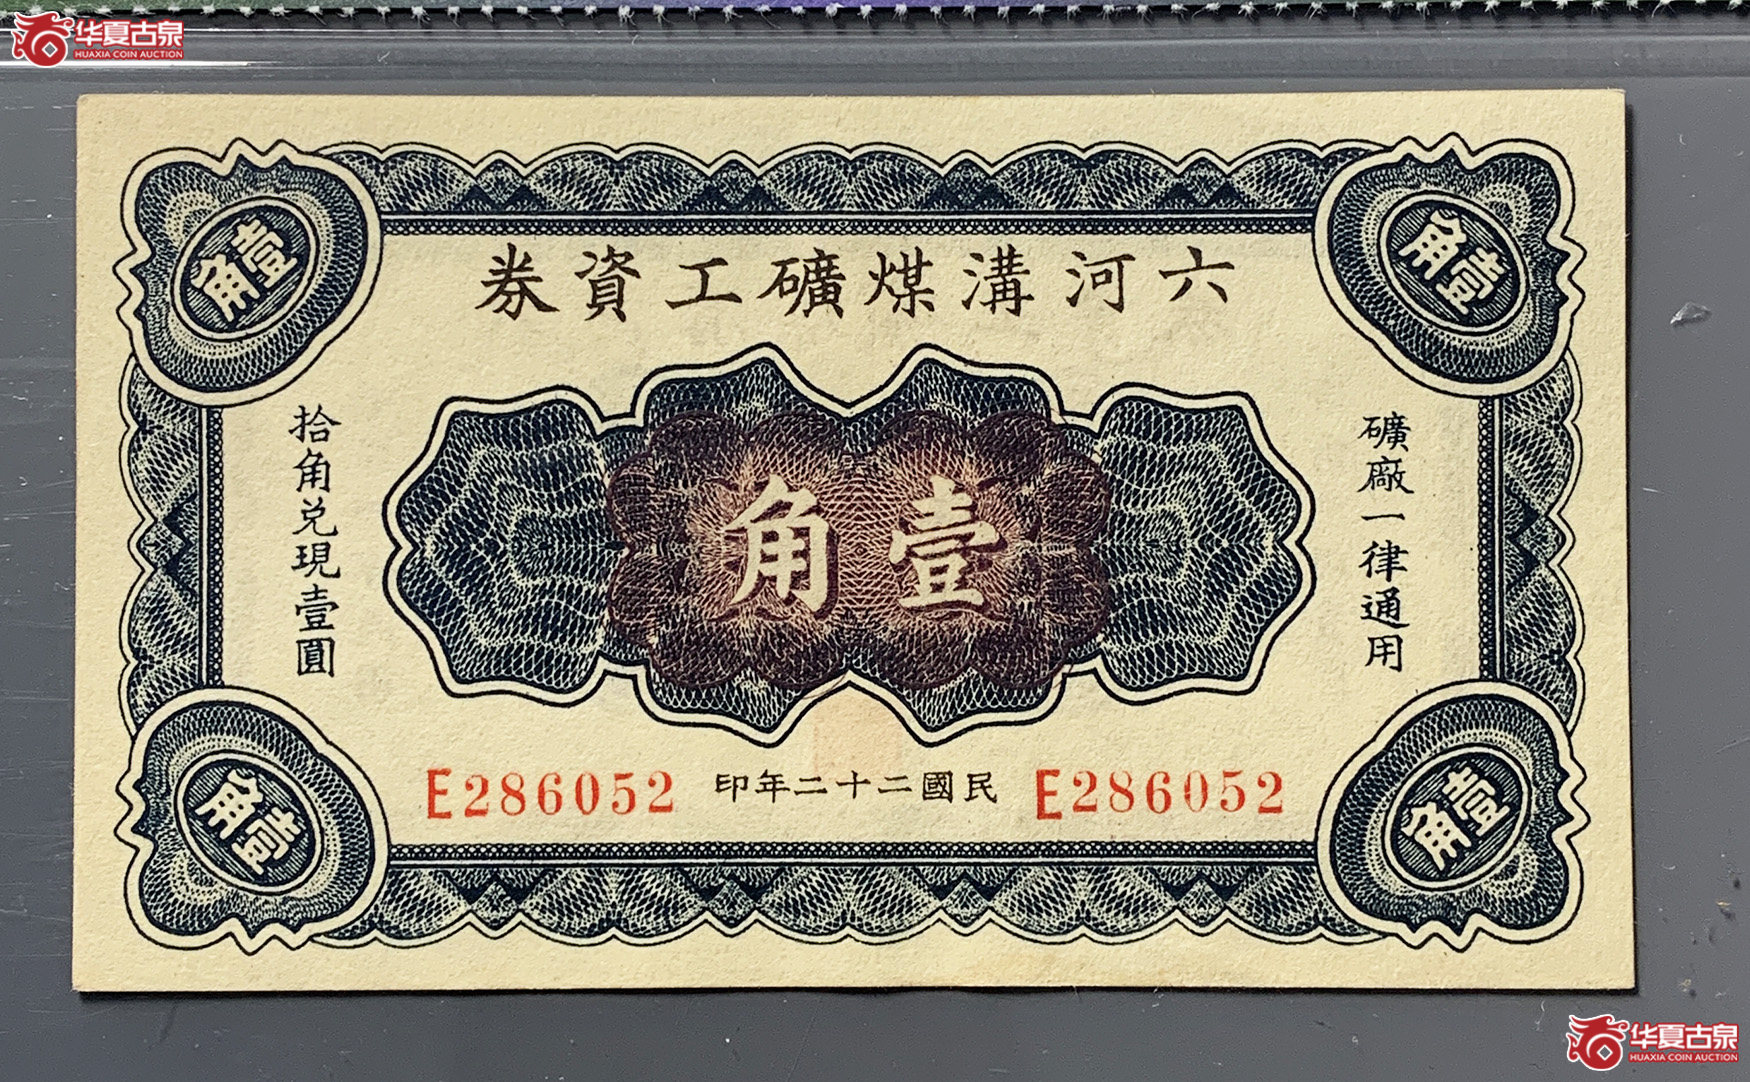 华夏古泉
HUAXIA COIN AUCTION
壹角
壹角
六河溝煤礦工資券
礦廠一律通用
壹角
拾角兑現壹圓
E286052
民國二十二年印
E286052
壹角
壹角
华夏古泉
HUAXIA COIN AUCTION